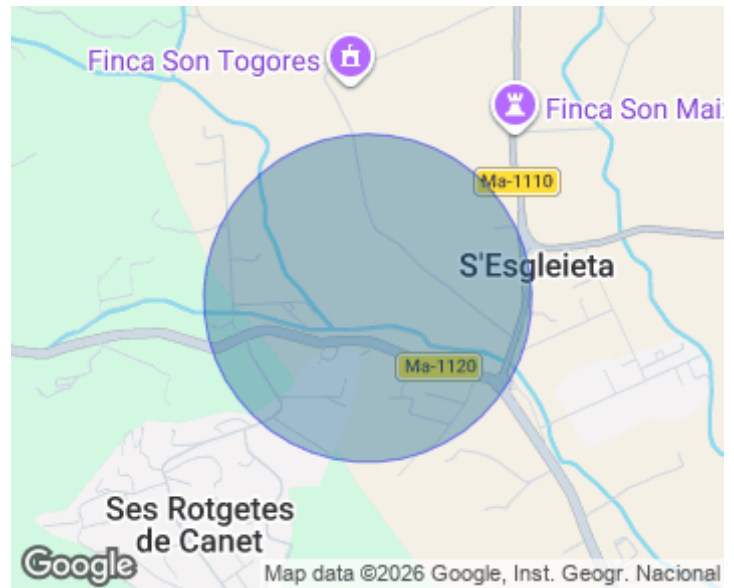 Finca Son Togores
Finca Son Mai
Ma-1110
S'Esgleieta
Ma-1120
Ses Rotgetes
de Canet
Google
Map data ©2026 Google, Inst. Geogr. Nacional